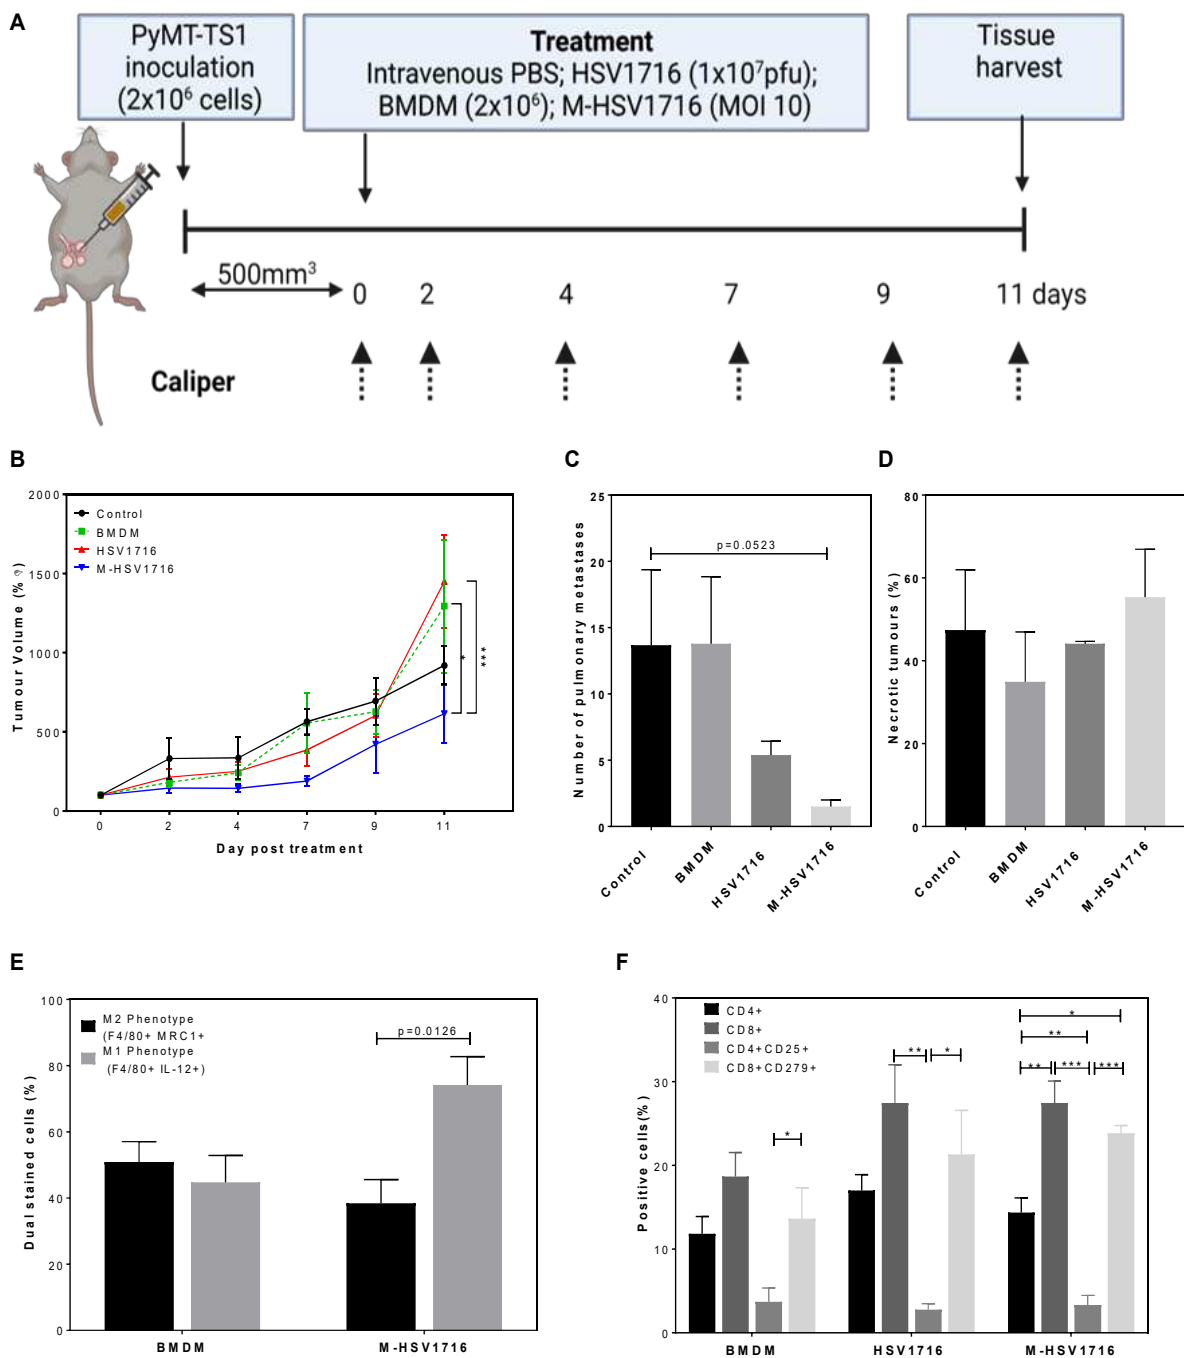 A
PyMT-TS1
inoculation
(2x10⁶ cells)
Treatment
Intravenous PBS; HSV1716 (1x10⁷pfu);
BMDM (2x10⁶); M-HSV1716 (MOI 10)
Tissue
harvest
500mm³
0 2 4 7 9 11 days
Caliper
B
Tumour Volume (%
2000
1500
1000
500
0
Control
BMDM
HSV1716
M-HSV1716
*
***
0 2 4 7 9 11
Day post treatment
C
Number of pulmonary metastases
25
20
15
10
5
0
p=0.0523
Control
BMDM
HSV1716
M-HSV1716
D
Necrotic tumours (%)
80
60
40
20
0
Control
BMDM
HSV1716
M-HSV1716
E
Dual stained cells (%)
100
80
60
40
20
0
M2 Phenotype
(F4/80+ MRC1+
M1 Phenotype
(F4/80+ IL-12+)
p=0.0126
BMDM M-HSV1716
F
Positive cells(%)
40
30
20
10
0
CD4+
CD8+
CD4+CD25+
CD8+CD279+
*
** *
*
**
** *** ***
BMDM HSV1716 M-HSV1716